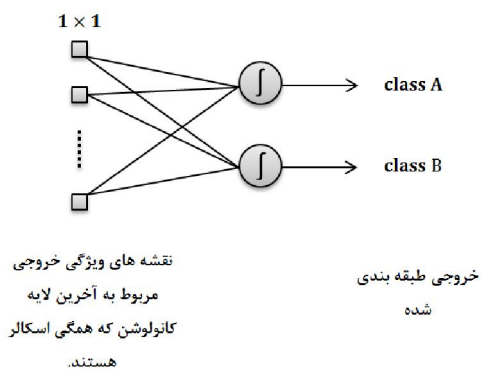 1 × 1
class A
class B
نقشه های ویژگی خروجی
مربوط به آخرین لایه
کانولوشن که همگی اسکالر
هستند.
خروجی طبقه بندی
شده